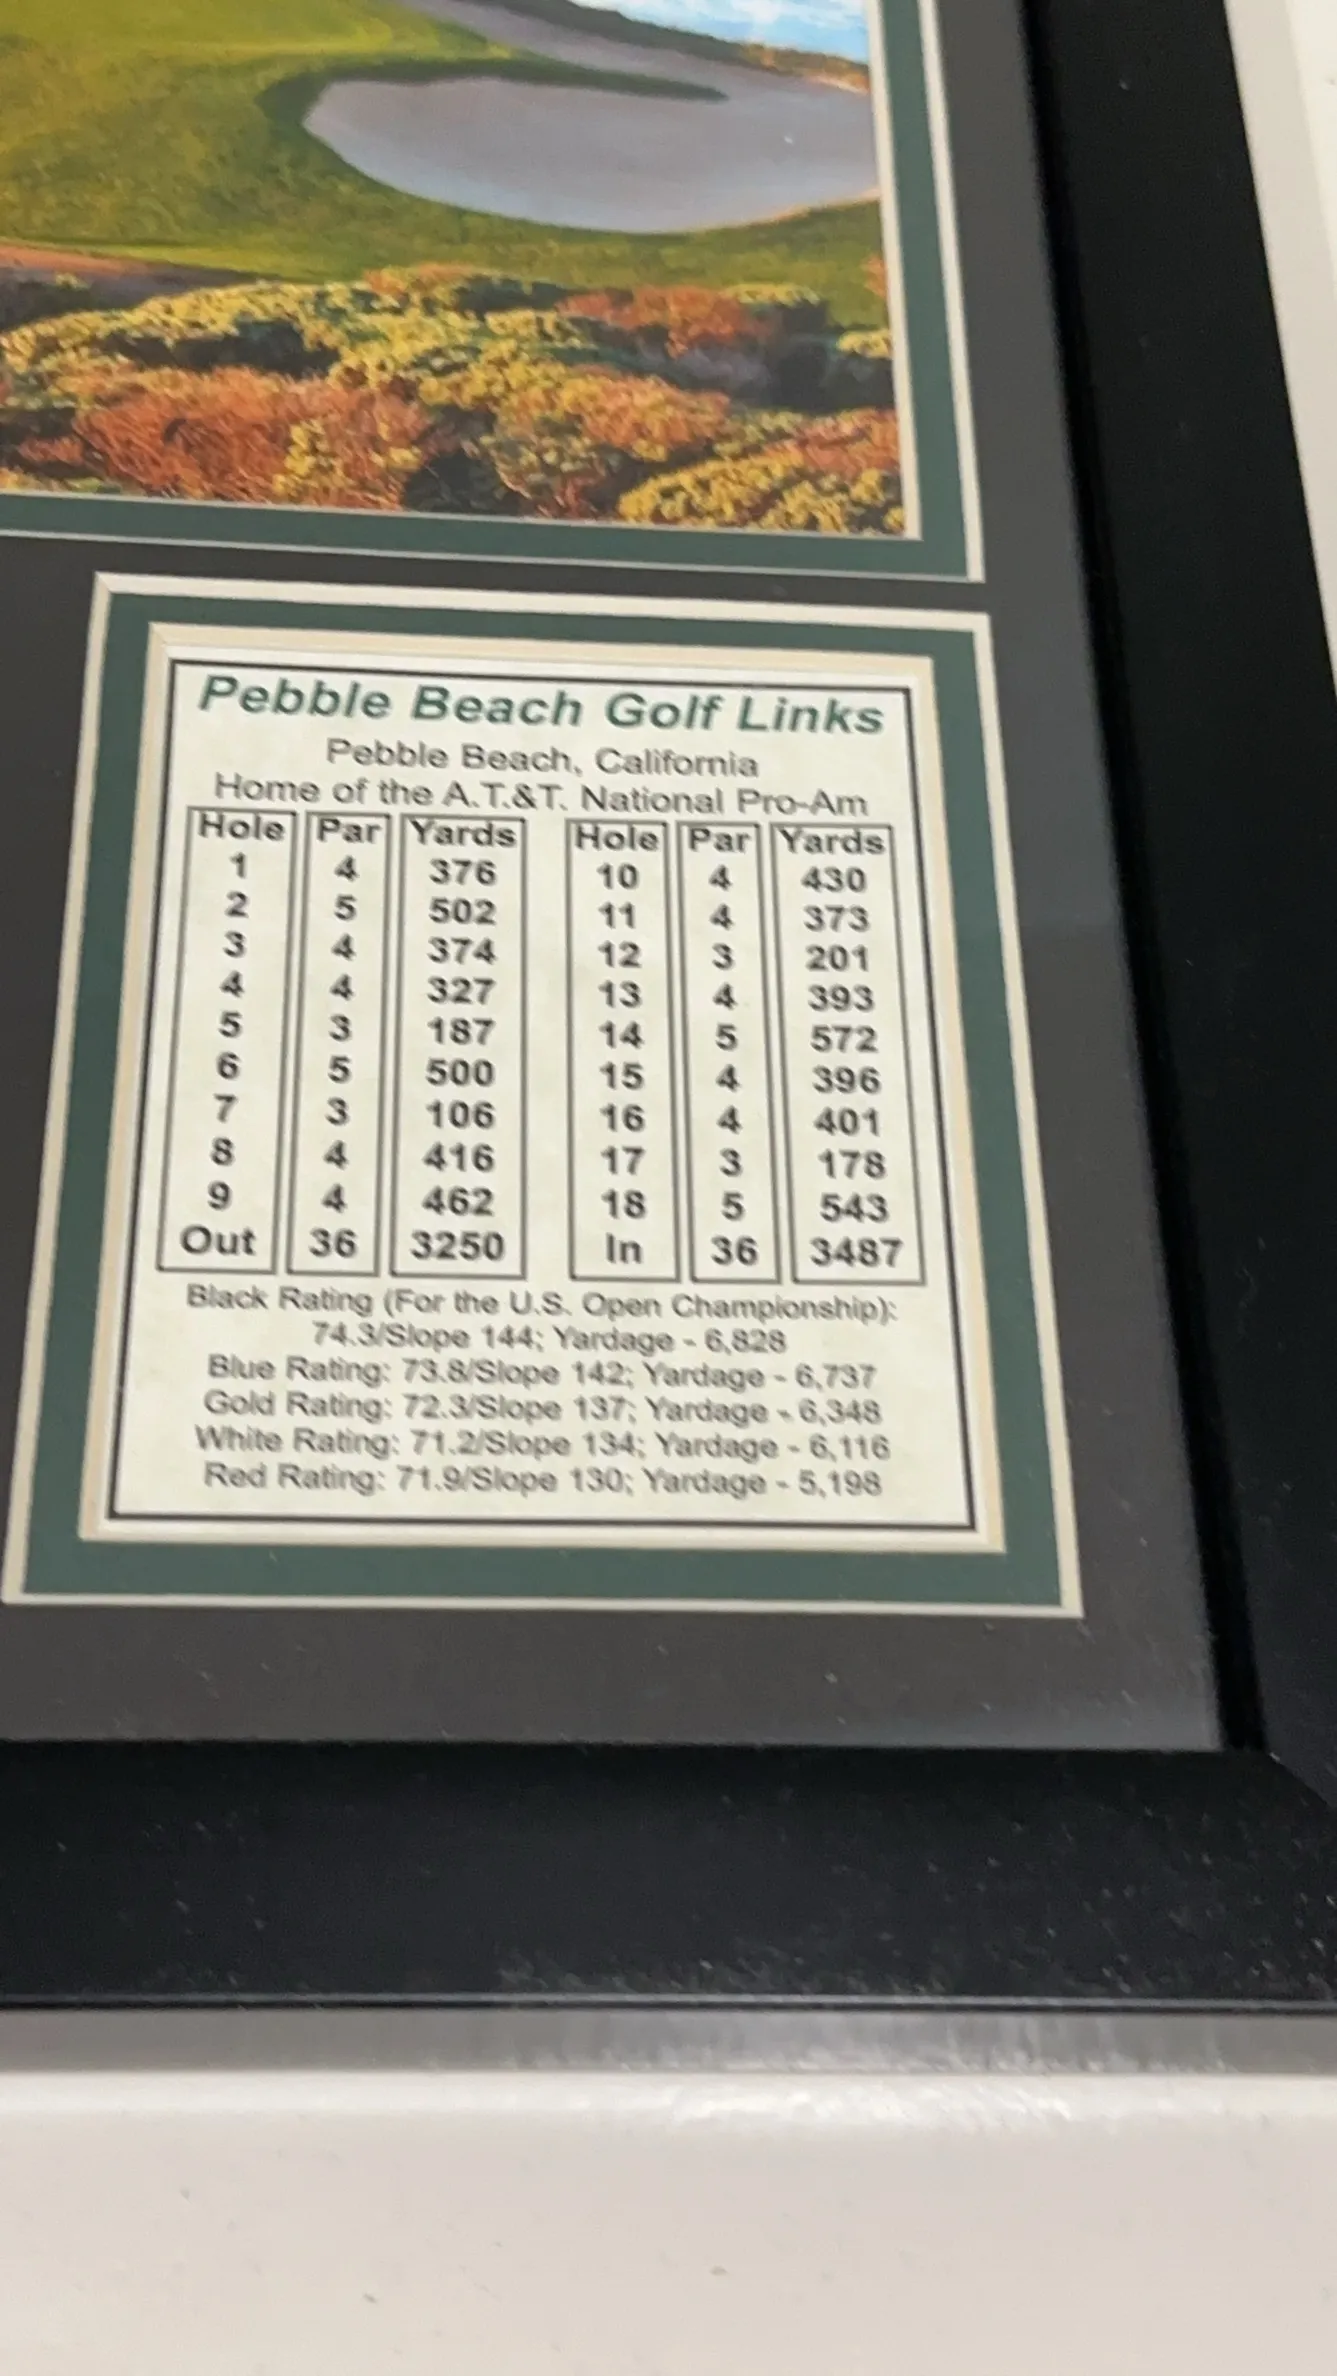 Pebble Beach Golf Links
Pebble Beach, California
Home of the A.T.&T. National Pro-Am
Hole Par Yards Hole Par Yards
1 4 376 10 4 430
2 5 502 11 4 373
3 4 374 12 3 201
4 4 327 13 4 393
5 3 187 14 5 572
6 5 500 15 4 396
7 3 106 16 4 401
8 4 416 17 3 178
9 4 462 18 5 543
Out 36 3250 In 36 3487
Black Rating (For the U.S. Open Championship):
74.3/Slope 144; Yardage - 6,828
Blue Rating: 73.8/Slope 142; Yardage - 6,737
Gold Rating: 72.3/Slope 137; Yardage - 6,348
White Rating: 71.2/Slope 134; Yardage - 6,116
Red Rating: 71.9/Slope 130; Yardage - 5,198